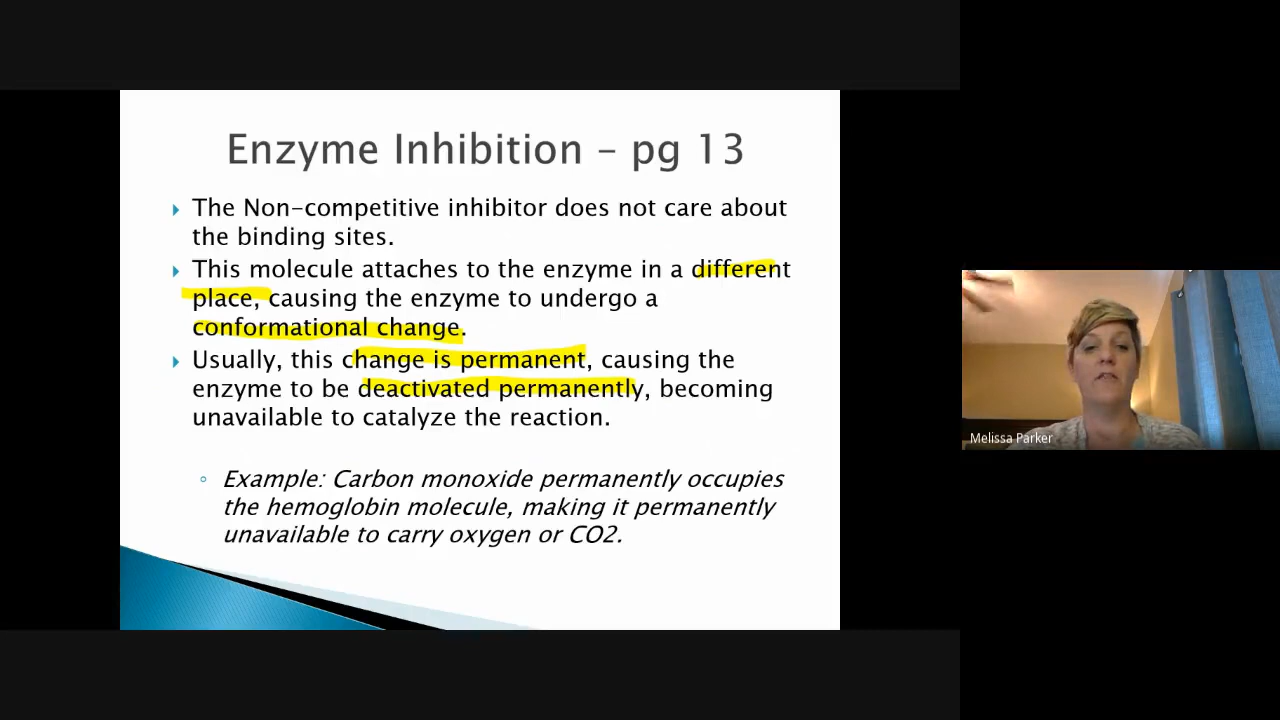 Enzyme Inhibition – pg 13
The Non-competitive inhibitor does not care about
the binding sites.
This molecule attaches to the enzyme in a different
place, causing the enzyme to undergo a
conformational change.
Usually, this change is permanent, causing the
enzyme to be deactivated permanently, becoming
unavailable to catalyze the reaction.
Example: Carbon monoxide permanently occupies
the hemoglobin molecule, making it permanently
unavailable to carry oxygen or CO2.
Melissa Parker